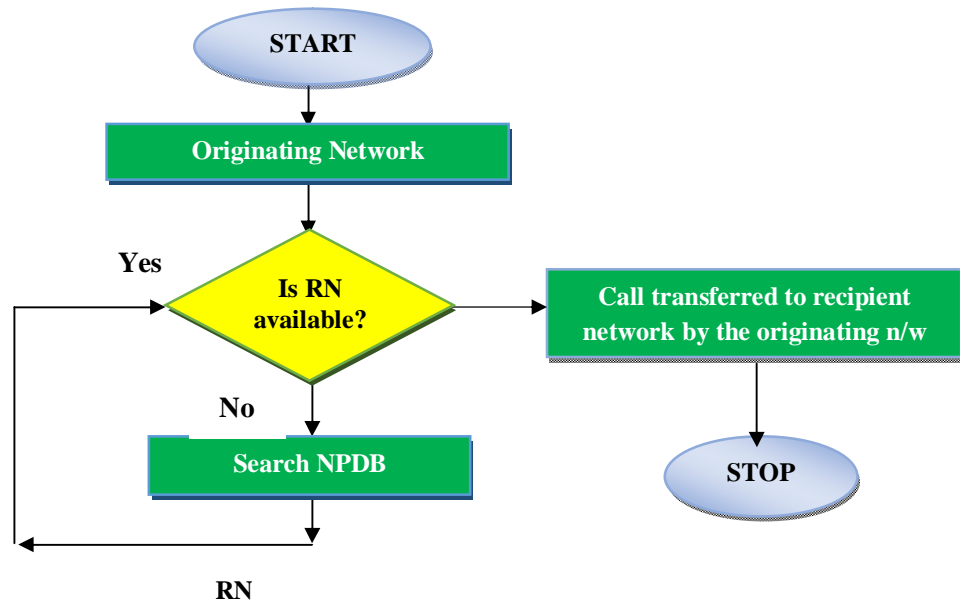 START
Originating Network
Yes
Is RN
available?
Call transferred to recipient
network by the originating n/w
No
Search NPDB
STOP
RN